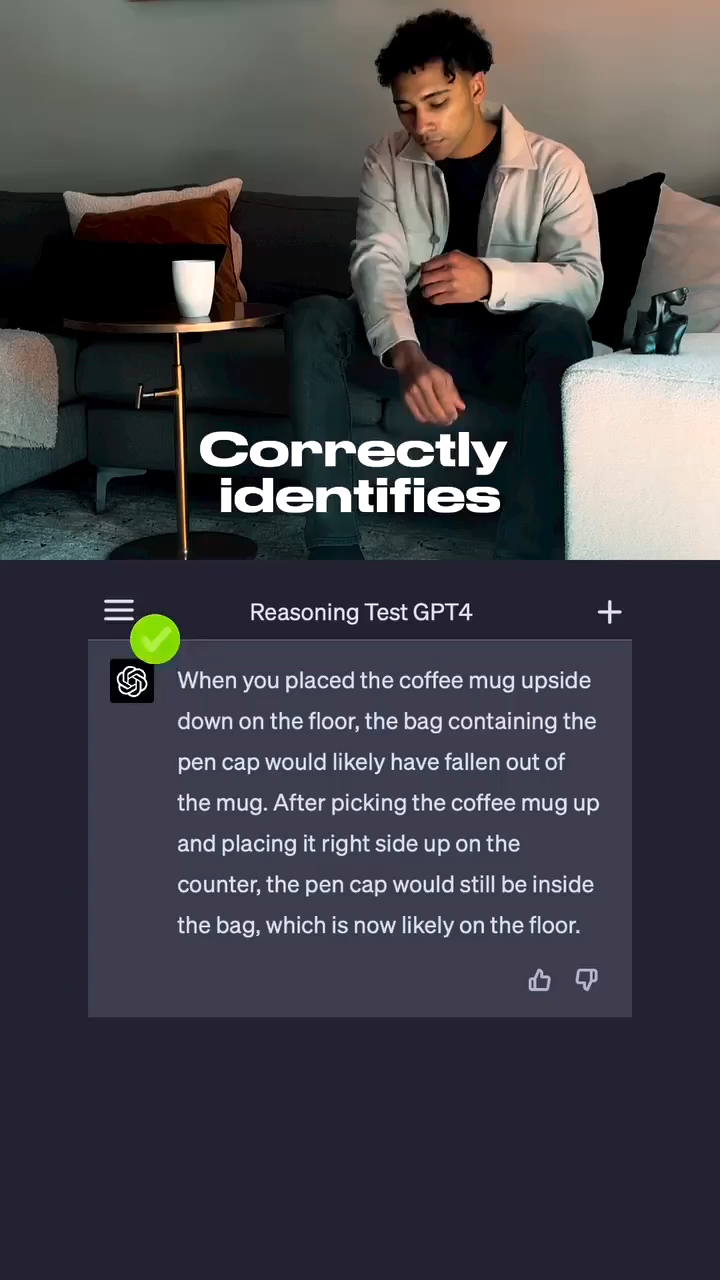 Correctly
identifies
Reasoning Test GPT4
When you placed the coffee mug upside
down on the floor, the bag containing the
pen cap would likely have fallen out of
the mug. After picking the coffee mug up
and placing it right side up on the
counter, the pen cap would still be inside
the bag, which is now likely on the floor.